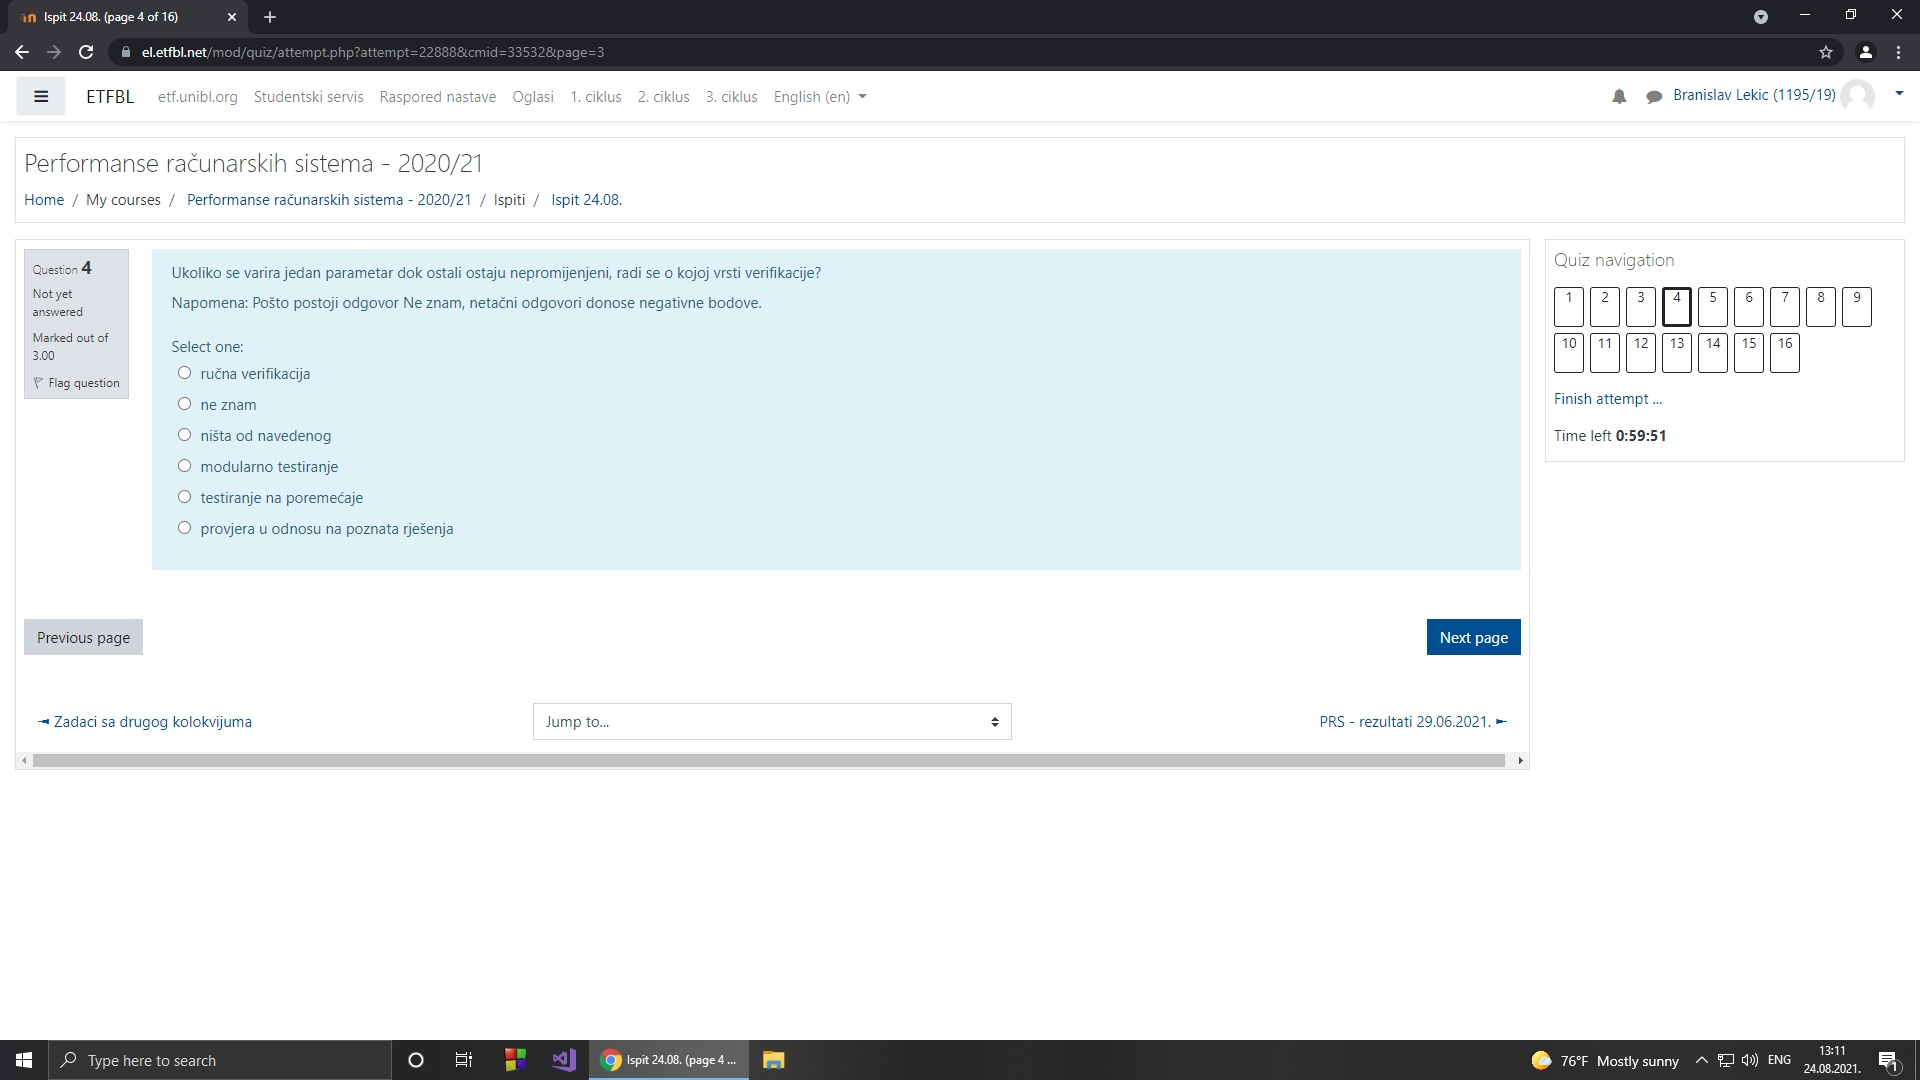 Ispit 24.08. (page 4 of 16)
el.etfbl.net/mod/quiz/attempt.php?attempt=22888&cmid=33532&page=3
ETFBL etf.unibl.org Studentski servis Raspored nastave Oglasi 1. ciklus 2. ciklus 3. ciklus English (en) Branislav Lekic (1195/19)
Performanse računarskih sistema - 2020/21
Home / My courses / Performanse računarskih sistema - 2020/21 / Ispiti / Ispit 24.08.
Question 4
Not yet
answered
Marked out of
3.00
Flag question
Ukoliko se varira jedan parametar dok ostali ostaju nepromijenjeni, radi se o kojoj vrsti verifikacije?
Napomena: Pošto postoji odgovor Ne znam, netačni odgovori donose negativne bodove.
Select one:
ručna verifikacija
ne znam
ništa od navedenog
modularno testiranje
testiranje na poremećaje
provjera u odnosu na poznata rješenja
Quiz navigation
1 2 3 4 5 6 7 8 9
10 11 12 13 14 15 16
Finish attempt ...
Time left 0:59:51
Previous page
Next page
◄ Zadaci sa drugog kolokvijuma
Jump to...
PRS - rezultati 29.06.2021. ►
Type here to search
Ispit 24.08. (page 4 ...
76°F Mostly sunny
ENG
13:11
24.08.2021.
1